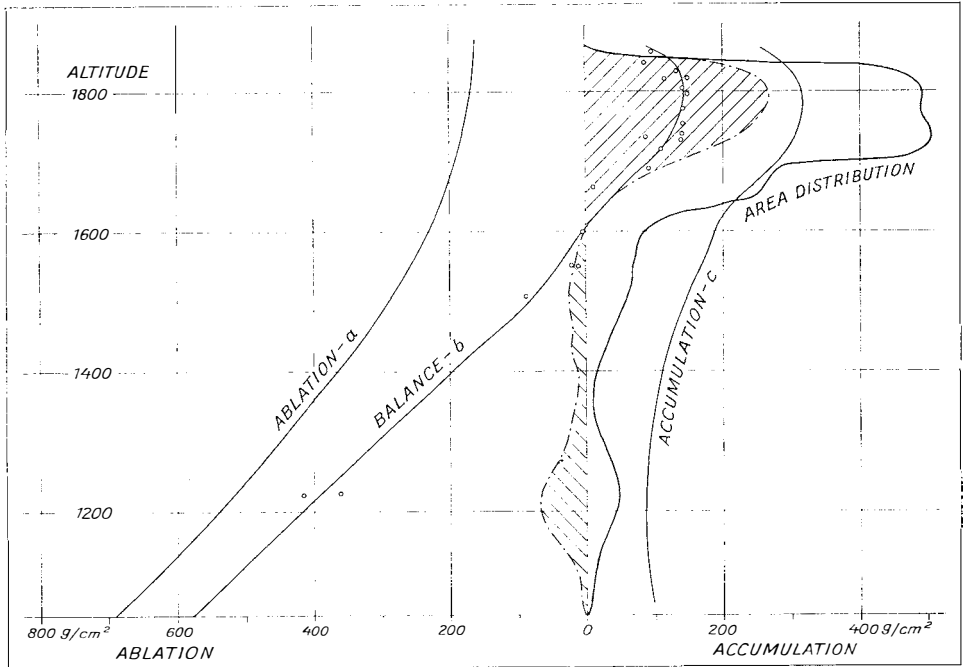 ALTITUDE
1800
1600
1400
1200
ABLATION-a
BALANCE-b
ACCUMULATION-c
AREA DISTRIBUTION
800 g/cm² 600 400 200 0 200 400 g/cm²
ABLATION ACCUMULATION